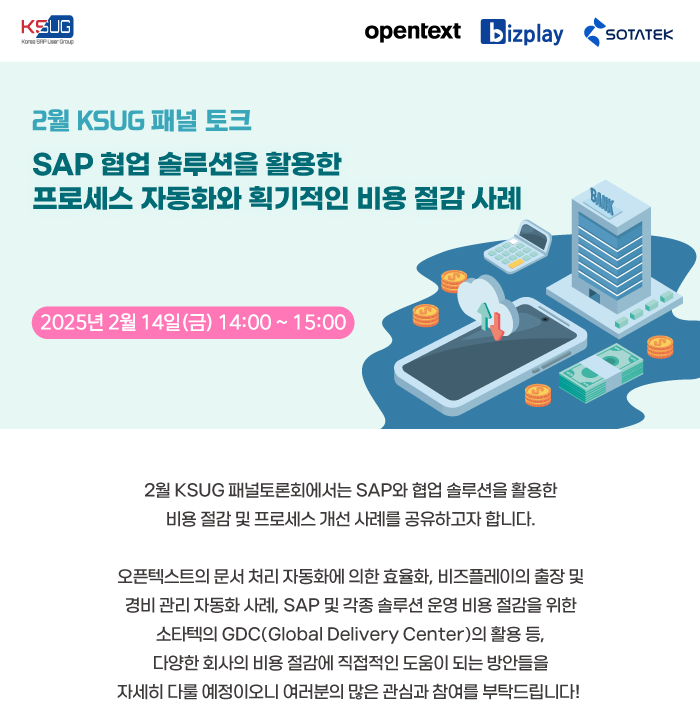 KSUG
Korea SAP User Group
opentext
bizplay
SOTATEK
2월 KSUG 패널 토크
SAP 협업 솔루션을 활용한
프로세스 자동화와 획기적인 비용 절감 사례
BANK
2025년 2월 14일(금) 14:00 ~ 15:00
2월 KSUG 패널토론회에서는 SAP와 협업 솔루션을 활용한
비용 절감 및 프로세스 개선 사례를 공유하고자 합니다.
오픈텍스트의 문서 처리 자동화에 의한 효율화, 비즈플레이의 출장 및
경비 관리 자동화 사례, SAP 및 각종 솔루션 운영 비용 절감을 위한
소타텍의 GDC(Global Delivery Center)의 활용 등,
다양한 회사의 비용 절감에 직접적인 도움이 되는 방안들을
자세히 다룰 예정이오니 여러분의 많은 관심과 참여를 부탁드립니다!